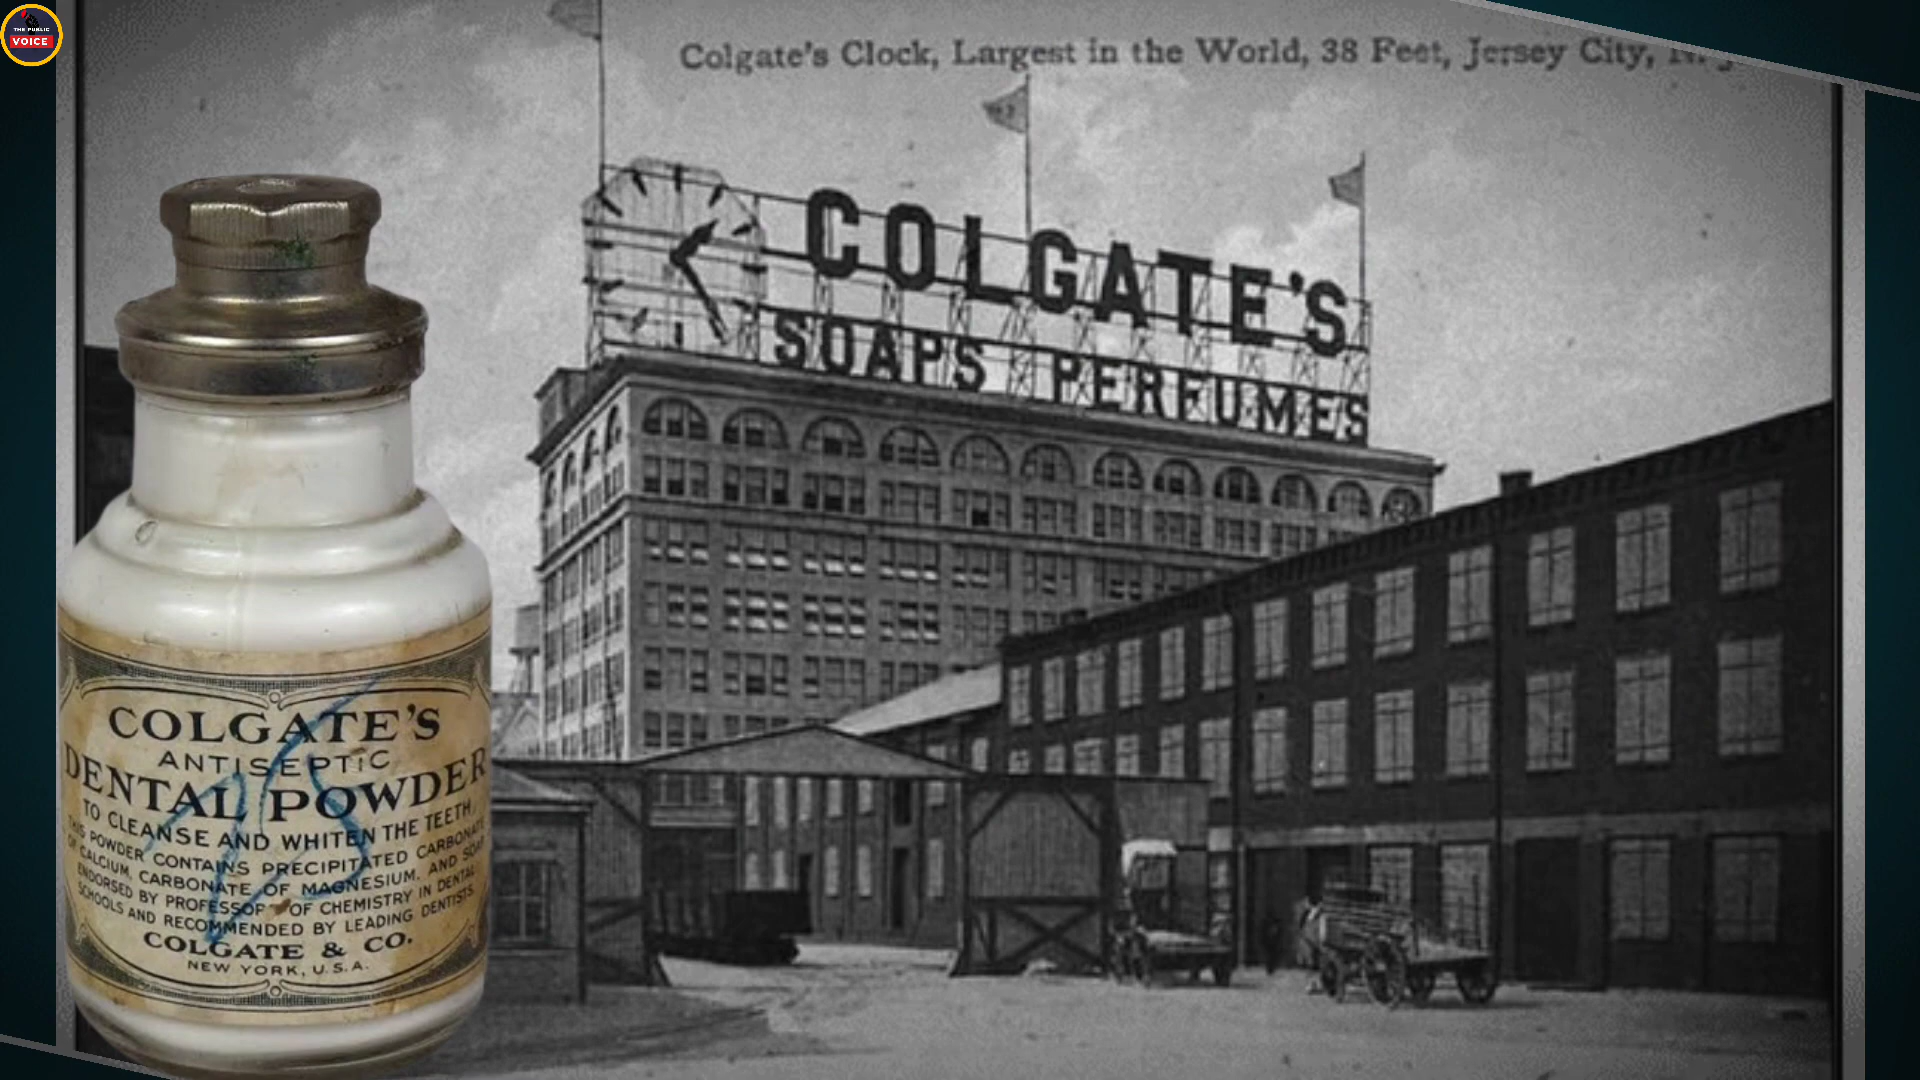 THE PUBLIC
VOICE
Colgate's Clock, Largest in the World, 38 Feet, Jersey City,
COLGATE'S
SOAPS PERFUMES
COLGATE'S
ANTISEPTIC
DENTAL POWDER
TO CLEANSE AND WHITEN THE TEETH
THIS POWDER CONTAINS PRECIPITATED CARBONATE
OF CALCIUM, CARBONATE OF MAGNESIUM, AND SOAP
ENDORSED BY PROFESSOR OF CHEMISTRY IN DENTAL
SCHOOLS AND RECOMMENDED BY LEADING DENTISTS.
COLGATE & CO.
NEW YORK, U.S.A.